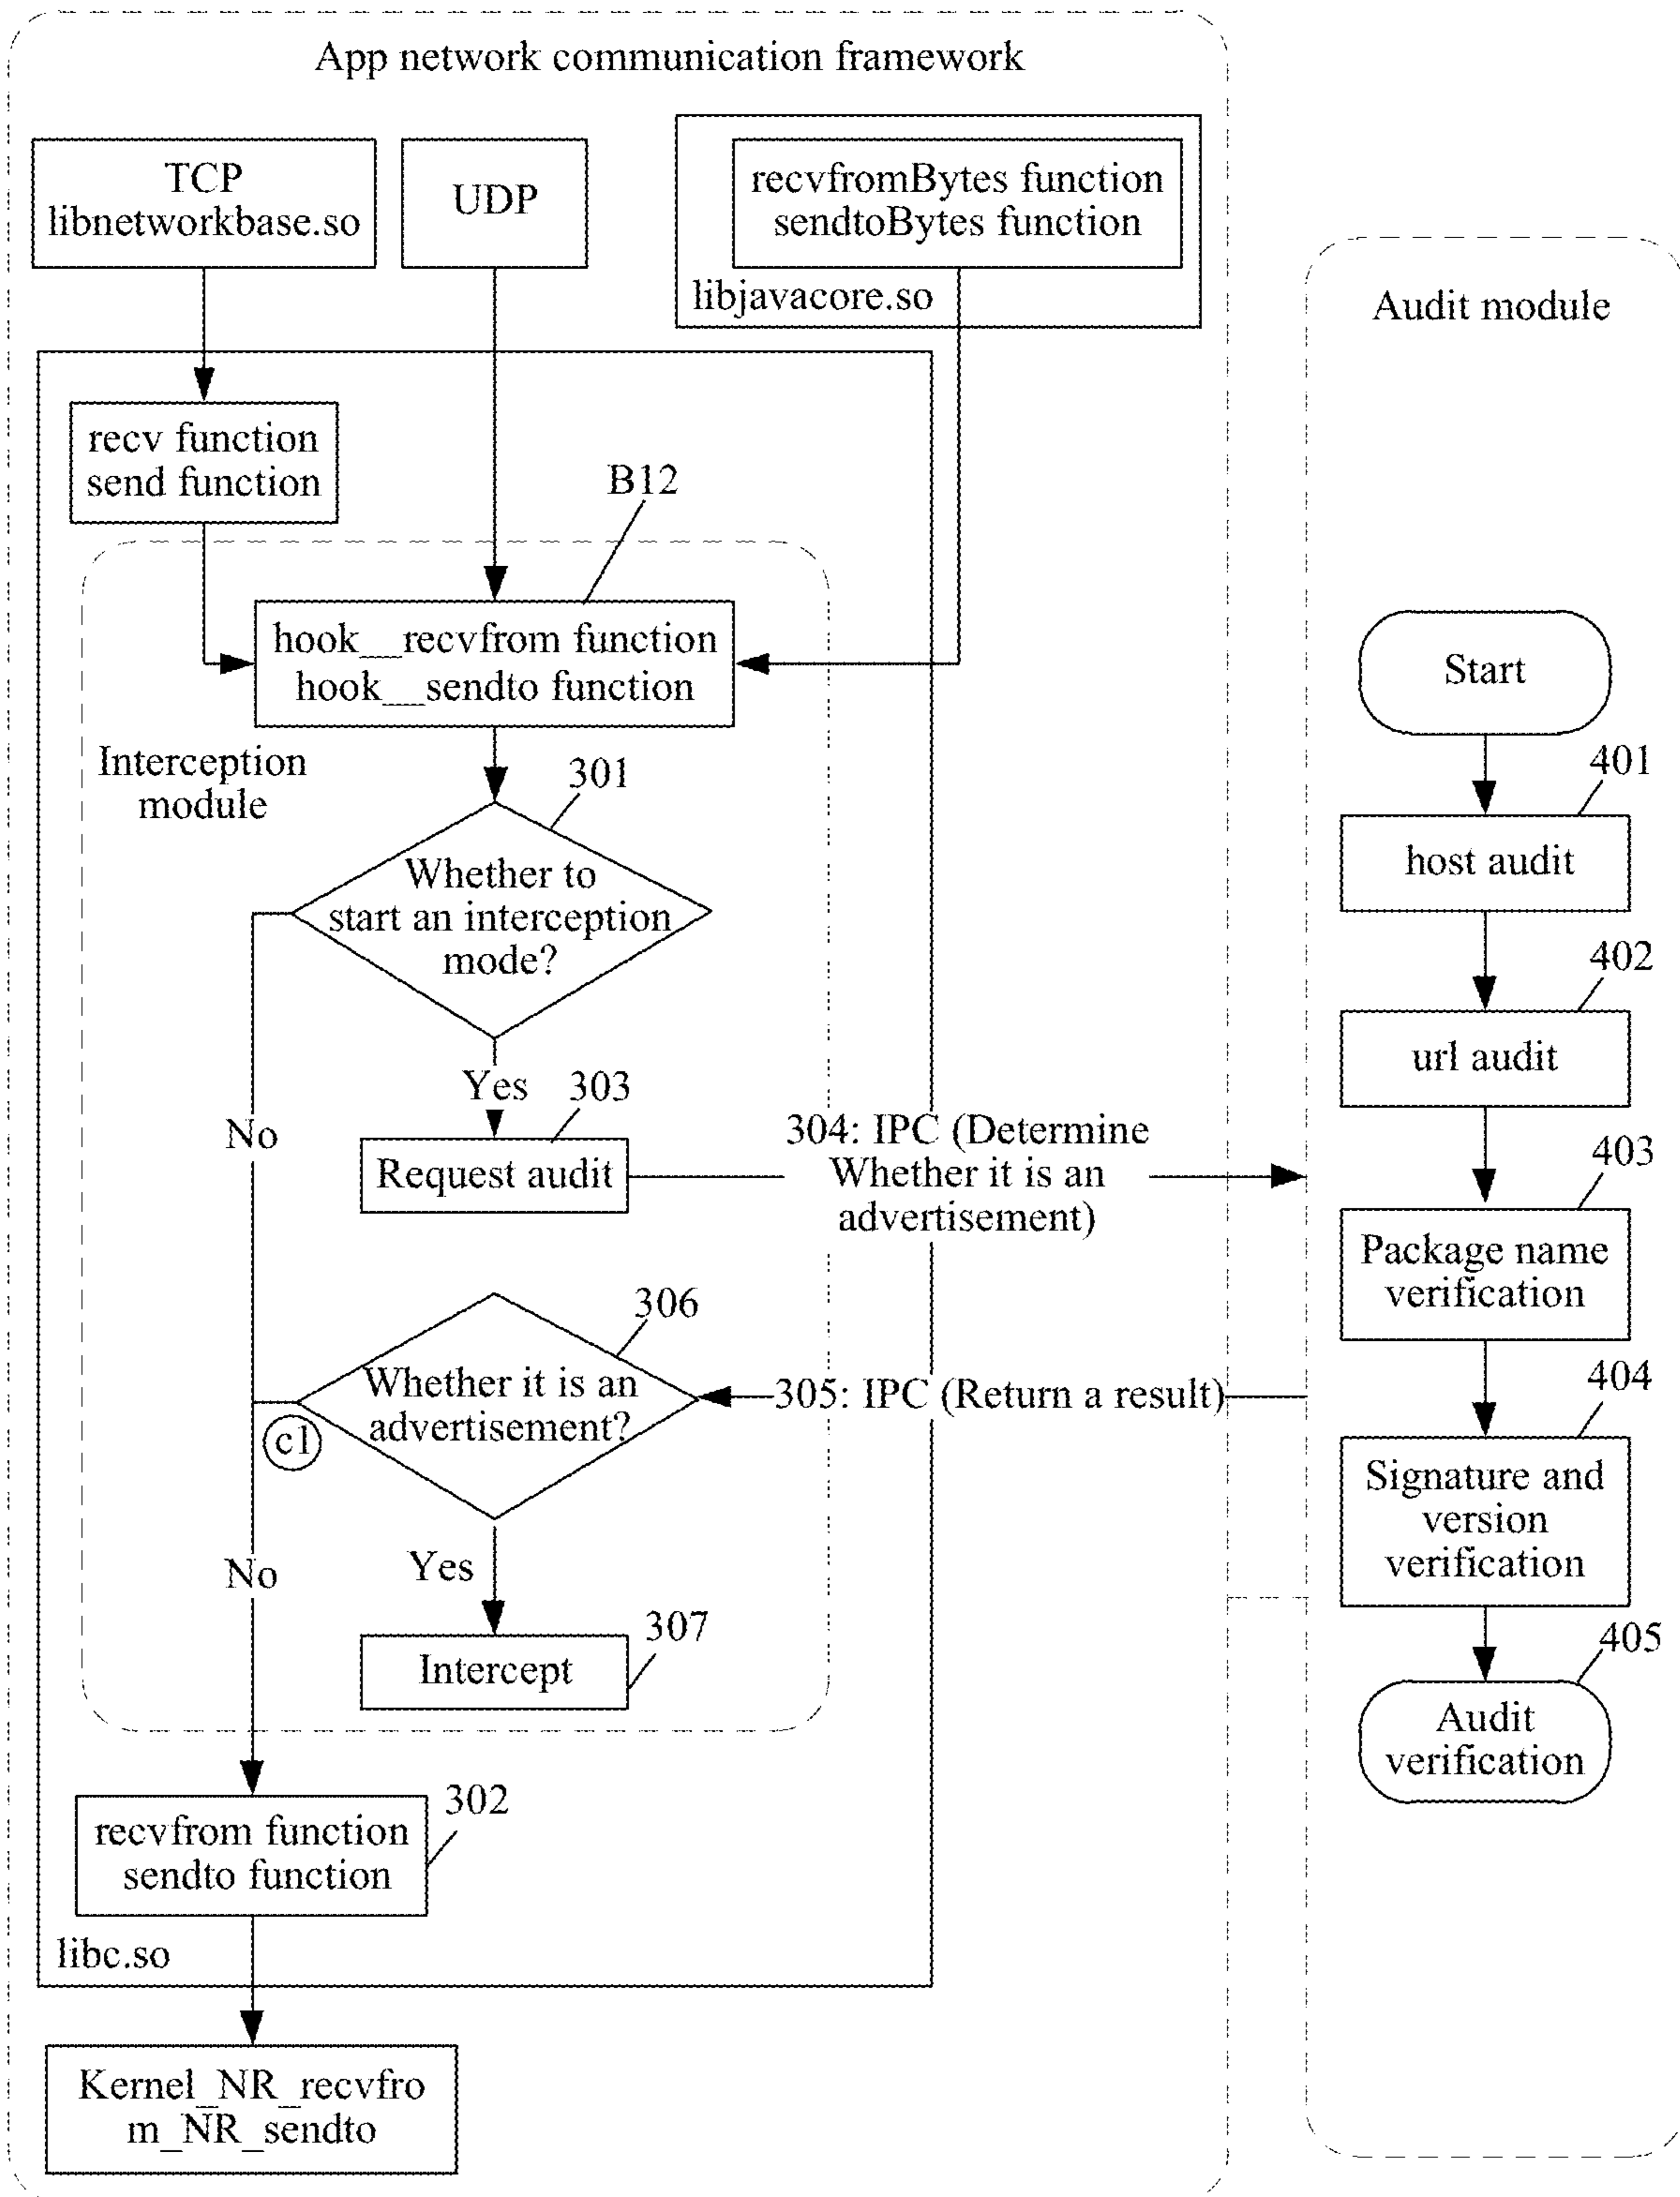 App network communication framework
TCP
libnetworkbase.so
UDP
recvfromBytes function
sendtoBytes function
libjavacore.so
Audit module
recv function
send function
B12
hook__recvfrom function
hook__sendto function
Interception
module
301
Whether to
start an interception
mode?
Yes
303
No
Request audit
304: IPC (Determine
Whether it is an
advertisement)
306
Whether it is an
advertisement?
305: IPC (Return a result)
c1
No
Yes
307
Intercept
302
recvfrom function
sendto function
libc.so
Kernel_NR_recvfro
m_NR_sendto
Start
401
host audit
402
url audit
403
Package name
verification
404
Signature and
version
verification
405
Audit
verification